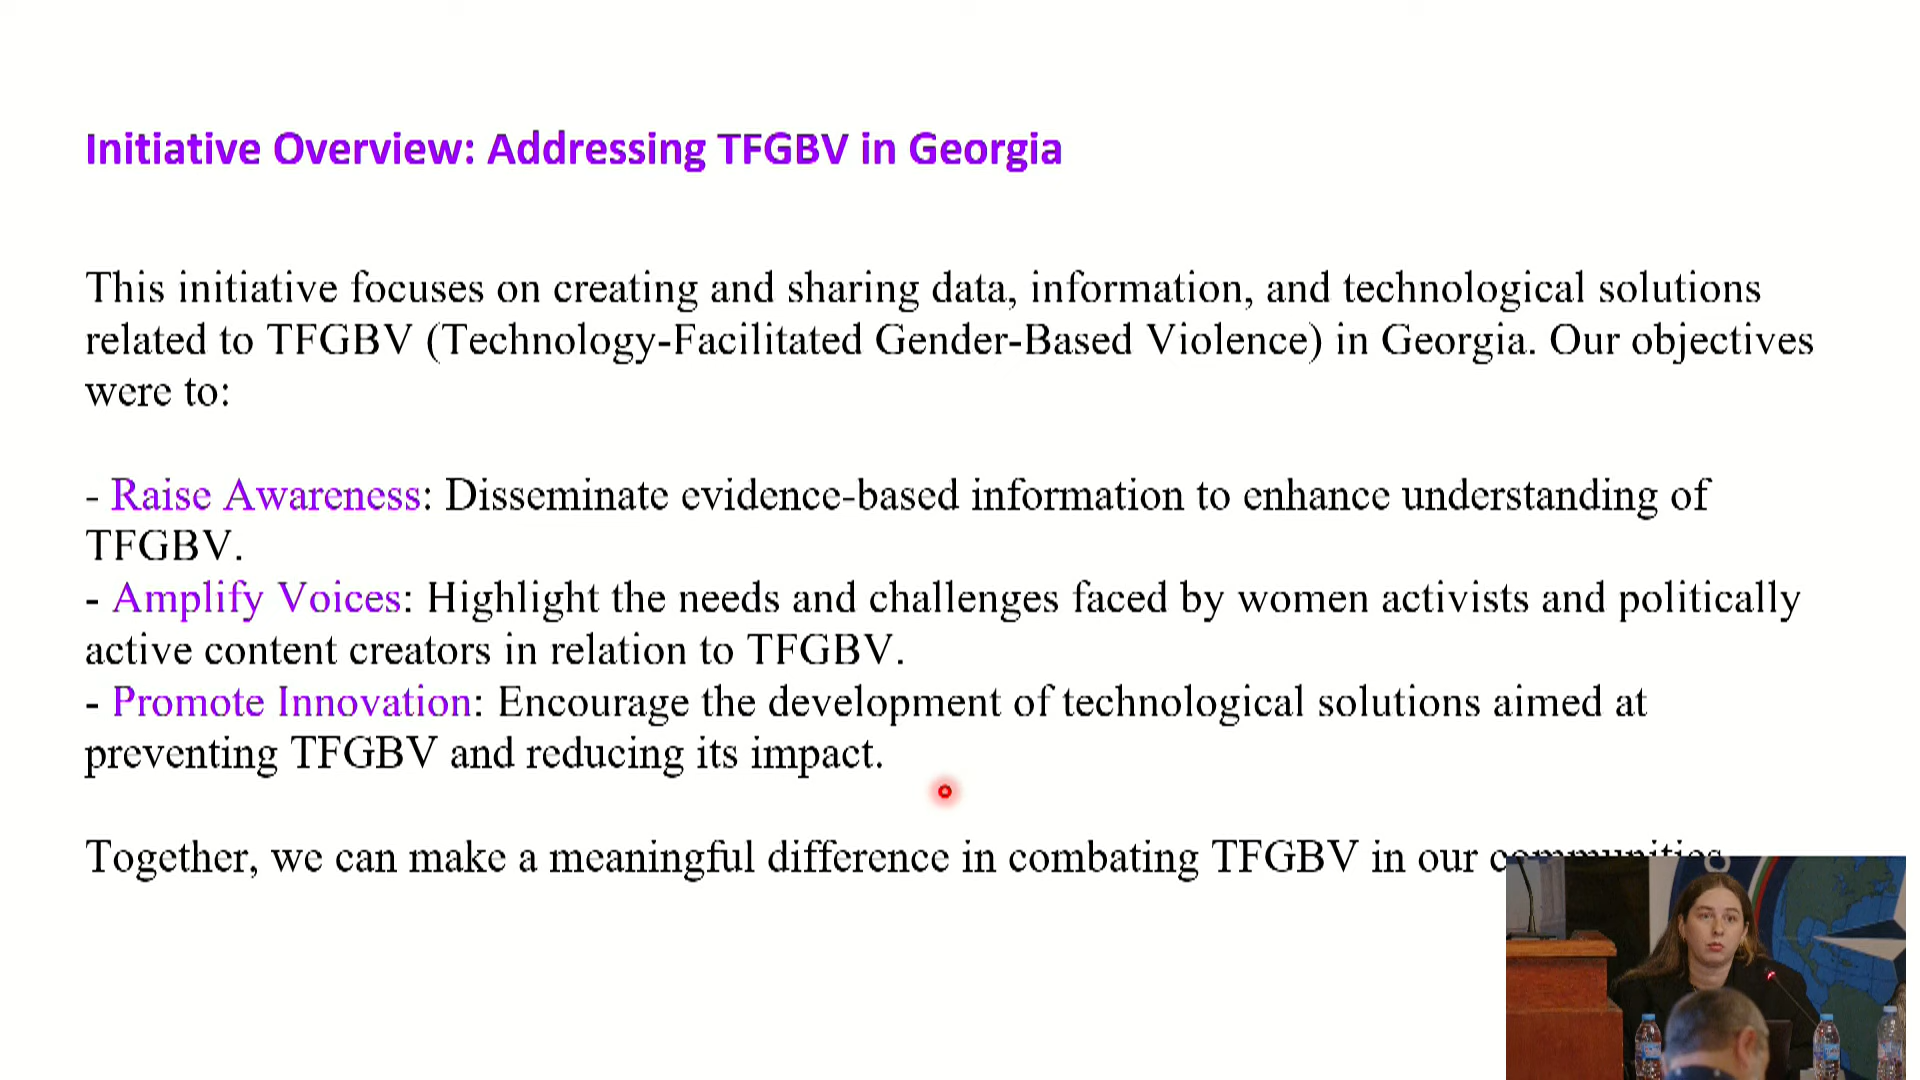 Initiative Overview: Addressing TFGBV in Georgia
This initiative focuses on creating and sharing data, information, and technological solutions
related to TFGBV (Technology-Facilitated Gender-Based Violence) in Georgia. Our objectives
were to:
- Raise Awareness: Disseminate evidence-based information to enhance understanding of
TFGBV.
- Amplify Voices: Highlight the needs and challenges faced by women activists and politically
active content creators in relation to TFGBV.
- Promote Innovation: Encourage the development of technological solutions aimed at
preventing TFGBV and reducing its impact.
Together, we can make a meaningful difference in combating TFGBV in our communities